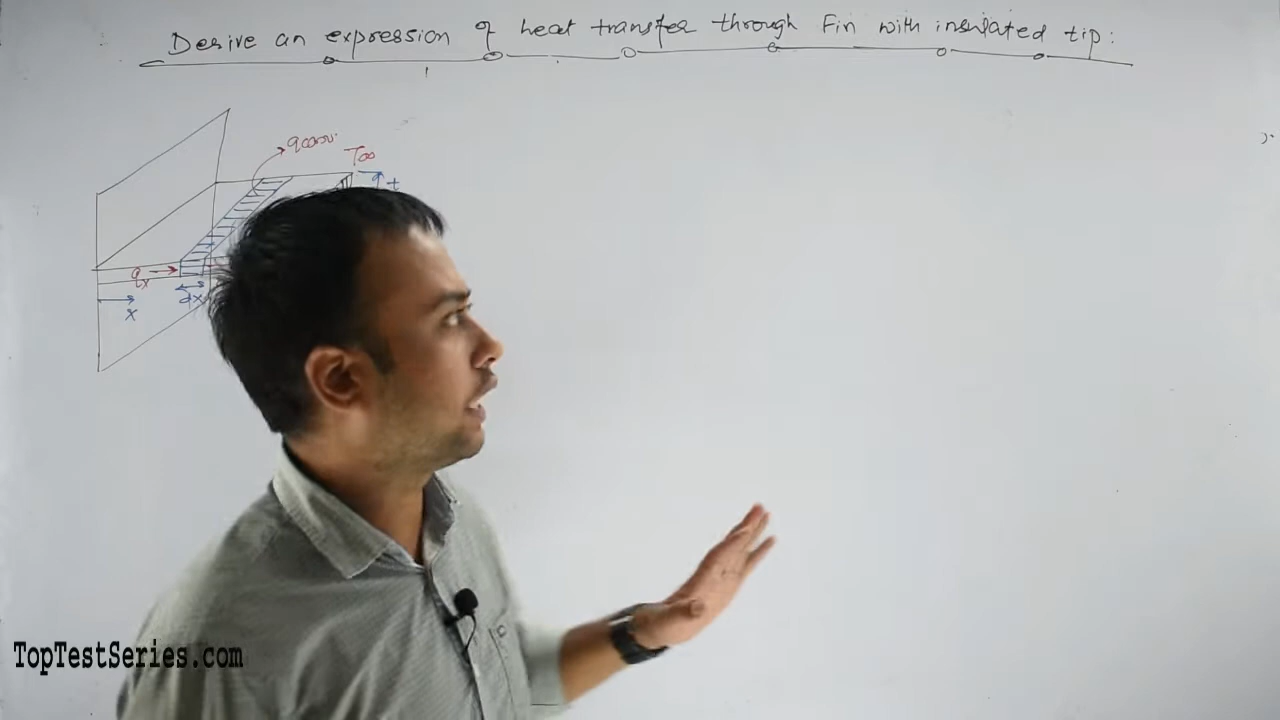 Derive an expression of heat transfer through Fin with insulated tip:
qconv.
T∞
t
qx
dx
x
TopTestSeries.com